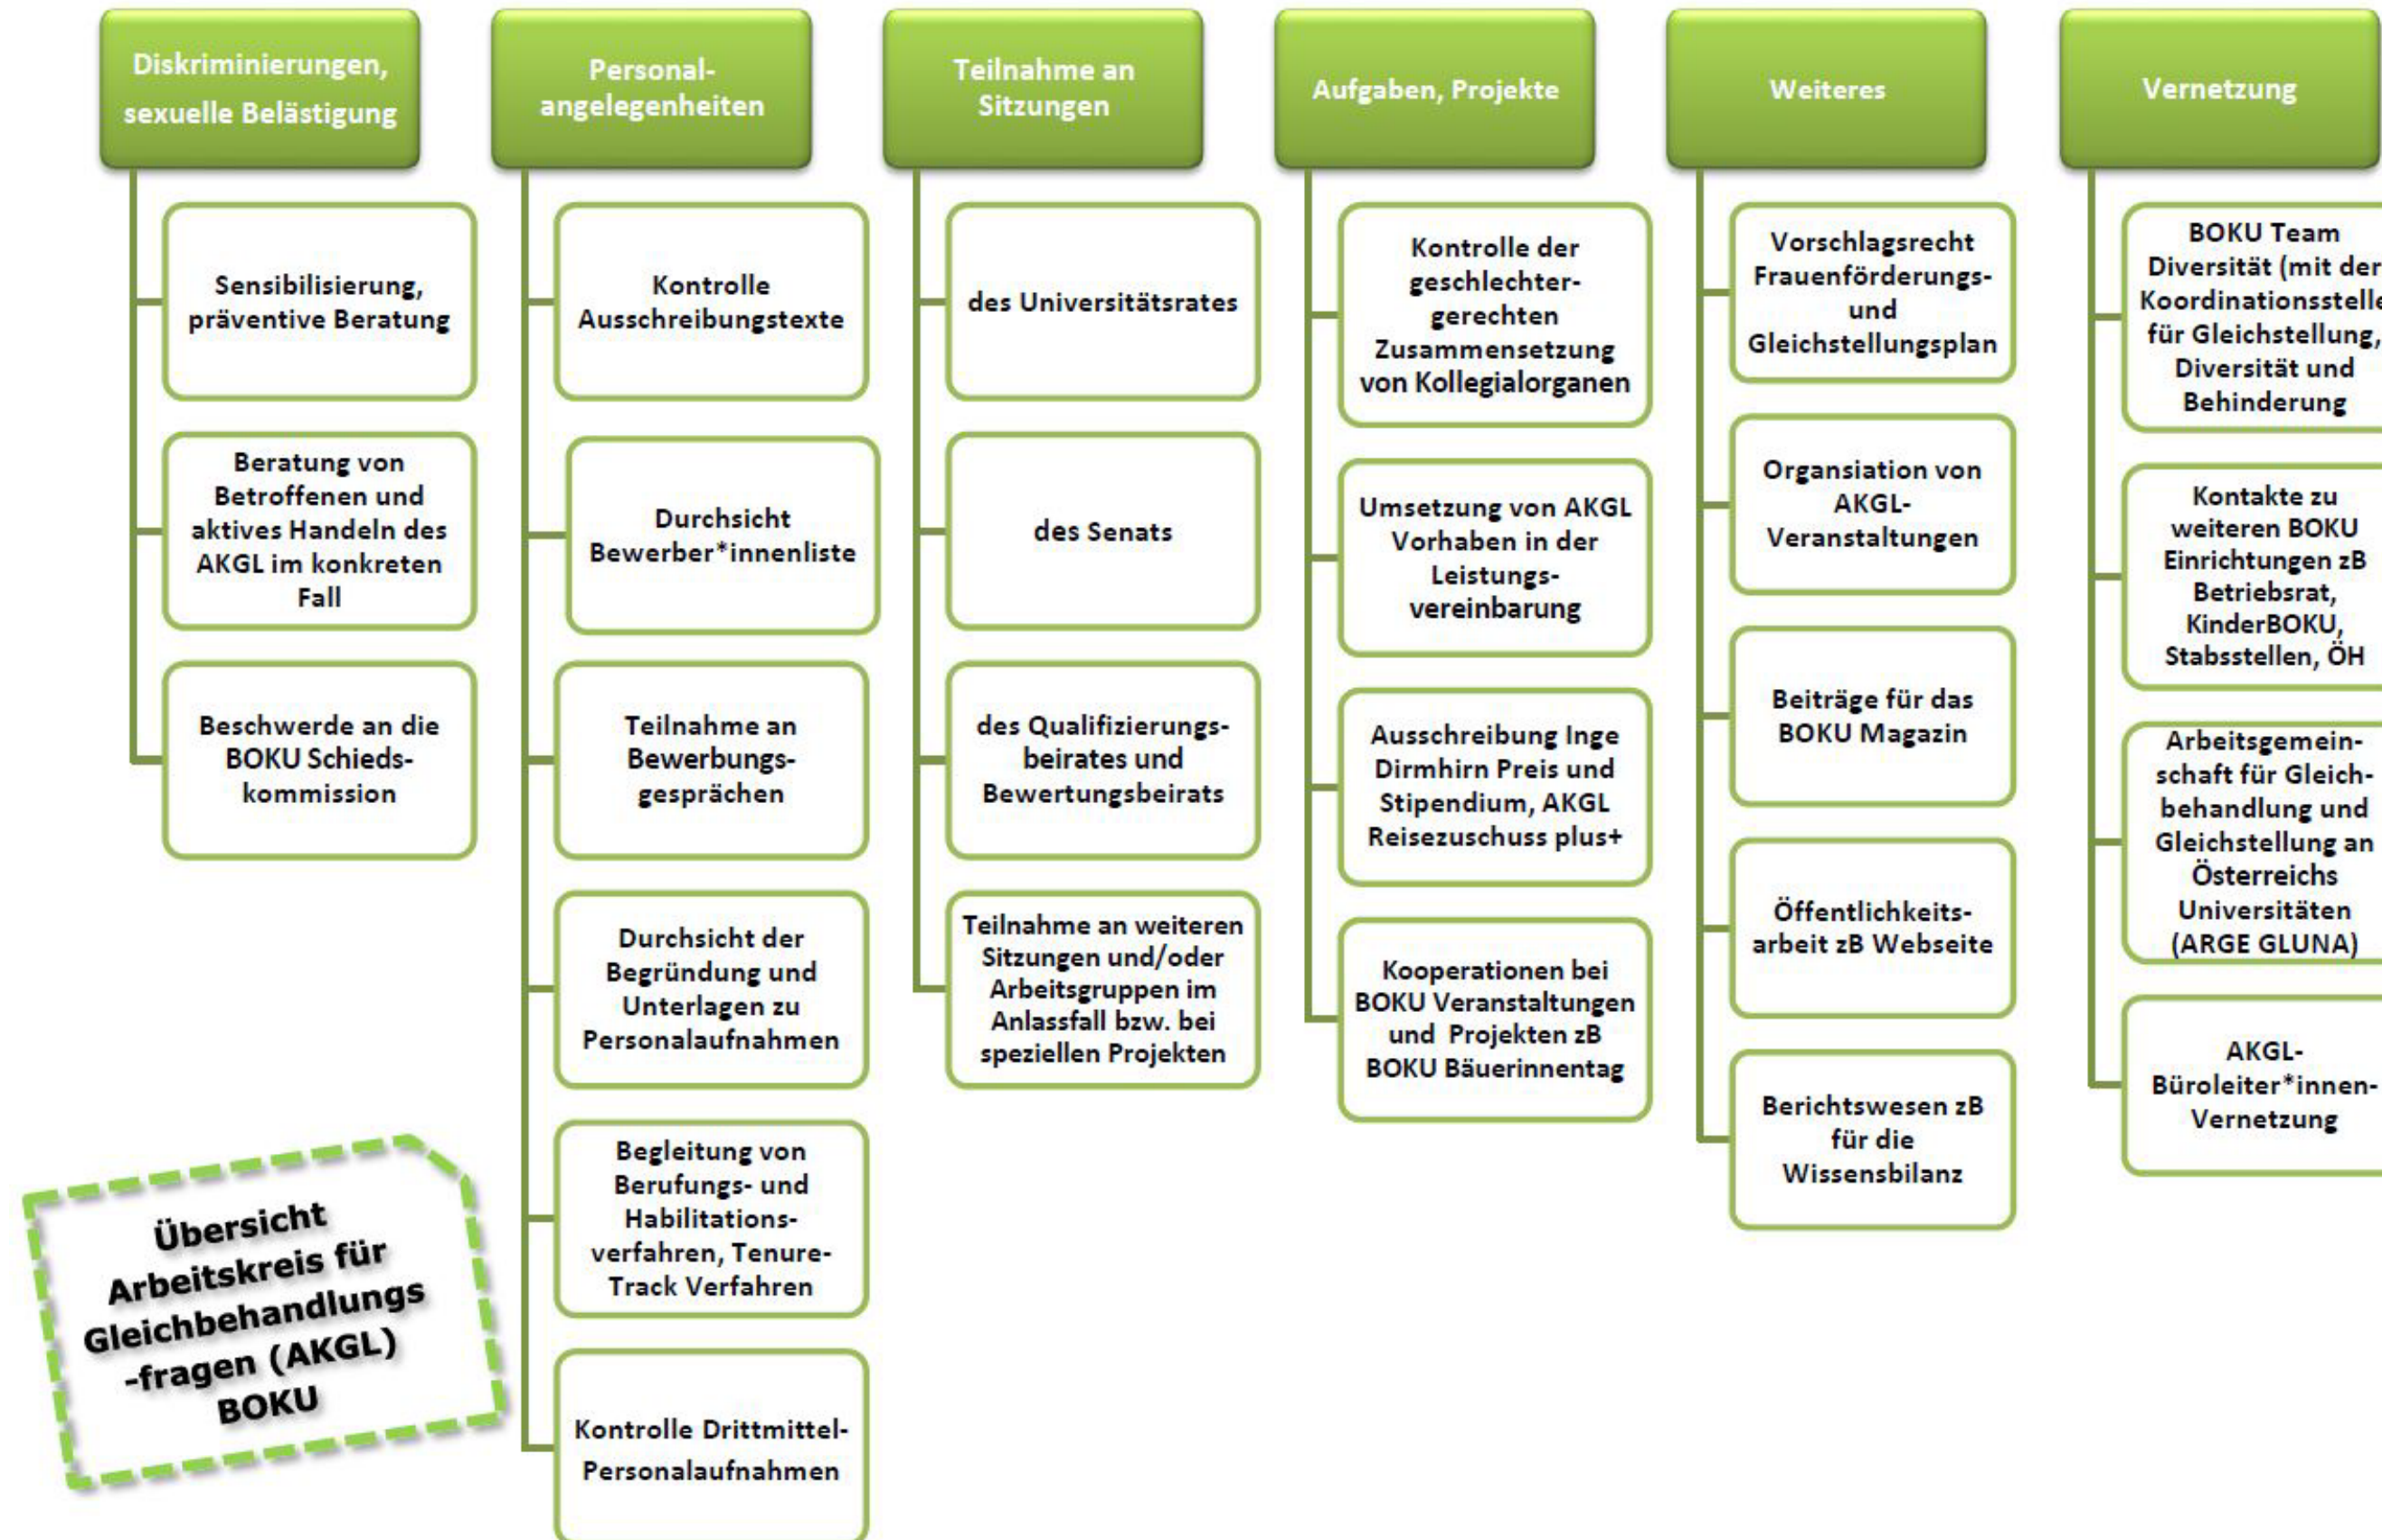 Diskriminierungen,
sexuelle Belästigung
Sensibilisierung,
präventive Beratung
Beratung von
Betroffenen und
aktives Handeln des
AKGL im konkreten
Fall
Beschwerde an die
BOKU Schieds-
kommission
Personal-
angelegenheiten
Kontrolle
Ausschreibungstexte
Durchsicht
Bewerber*innenliste
Teilnahme an
Bewerbungs-
gesprächen
Durchsicht der
Begründung und
Unterlagen zu
Personalaufnahmen
Begleitung von
Berufungs- und
Habilitations-
verfahren, Tenure-
Track Verfahren
Kontrolle Drittmittel-
Personalaufnahmen
Teilnahme an
Sitzungen
des Universitätsrates
des Senats
des Qualifizierungs-
beirates und
Bewertungsbeirats
Teilnahme an weiteren
Sitzungen und/oder
Arbeitsgruppen im
Anlassfall bzw. bei
speziellen Projekten
Aufgaben, Projekte
Kontrolle der
geschlechter-
gerechten
Zusammensetzung
von Kollegialorganen
Umsetzung von AKGL
Vorhaben in der
Leistungs-
vereinbarung
Ausschreibung Inge
Dirmhirn Preis und
Stipendium, AKGL
Reisezuschuss plus+
Kooperationen bei
BOKU Veranstaltungen
und Projekten zB
BOKU Bäuerinnentag
Weiteres
Vorschlagsrecht
Frauenförderungs-
und
Gleichstellungsplan
Organsiation von
AKGL-
Veranstaltungen
Beiträge für das
BOKU Magazin
Öffentlichkeits-
arbeit zB Webseite
Berichtswesen zB
für die
Wissensbilanz
Vernetzung
BOKU Team
Diversität (mit der
Koordinationsstelle
für Gleichstellung,
Diversität und
Behinderung
Kontakte zu
weiteren BOKU
Einrichtungen zB
Betriebsrat,
KinderBOKU,
Stabsstellen, ÖH
Arbeitsgemein-
schaft für Gleich-
behandlung und
Gleichstellung an
Österreichs
Universitäten
(ARGE GLUNA)
AKGL-
Büroleiter*innen-
Vernetzung
Übersicht
Arbeitskreis für
Gleichbehandlungs
-fragen (AKGL)
BOKU